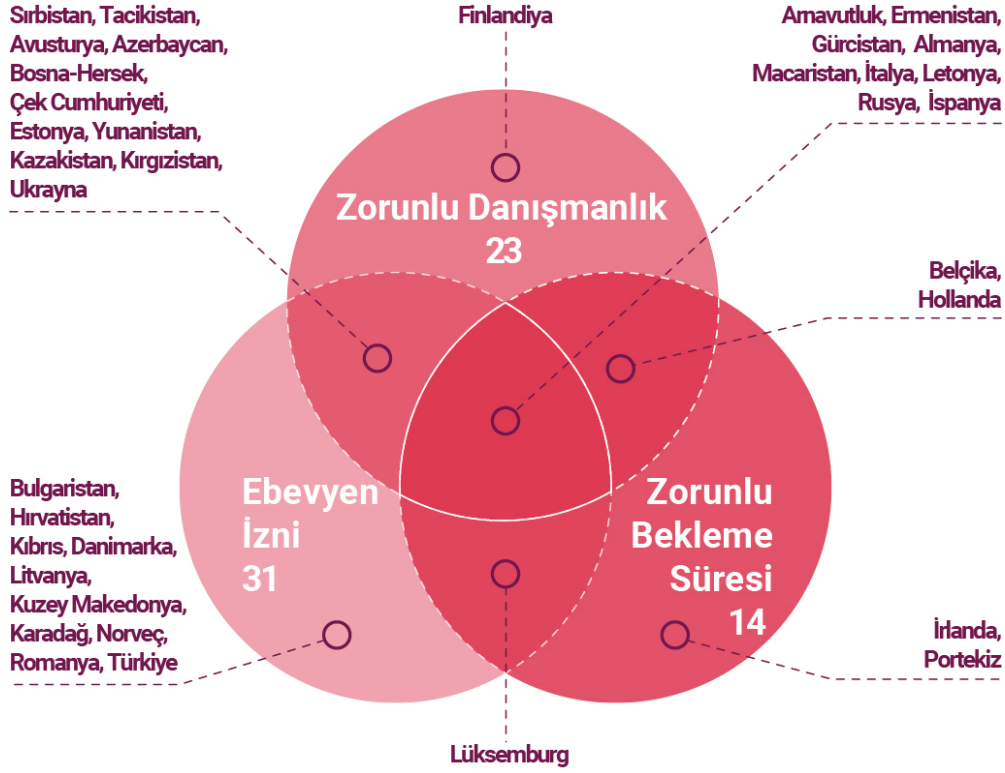 Sırbistan, Tacikistan,
Avusturya, Azerbaycan,
Bosna-Hersek,
Çek Cumhuriyeti,
Estonya, Yunanistan,
Kazakistan, Kırgızistan,
Ukrayna
Finlandiya
Arnavutluk, Ermenistan,
Gürcistan, Almanya,
Macaristan, İtalya, Letonya,
Rusya, İspanya
Zorunlu Danışmanlık
23
Belçika,
Hollanda
Bulgaristan,
Hırvatistan,
Kıbrıs, Danimarka,
Litvanya,
Kuzey Makedonya,
Karadağ, Norveç,
Romanya, Türkiye
Ebevyen
İzni
31
Zorunlu
Bekleme
Süresi
14
İrlanda,
Portekiz
Lüksemburg